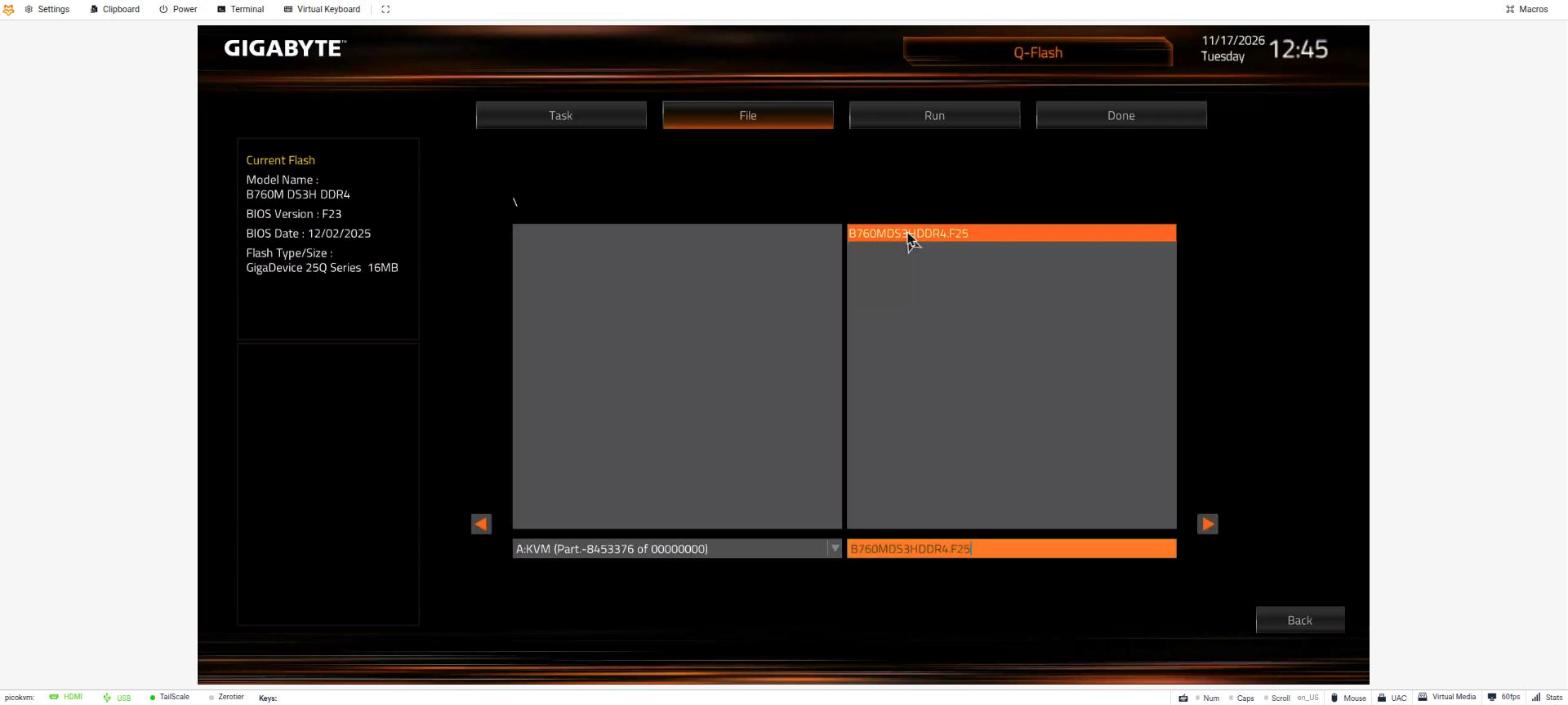 Settings
Clipboard
Power
Terminal
Virtual Keyboard
Macros
GIGABYTE™
Q-Flash
11/17/2026
Tuesday
12:45
Task
File
Run
Done
Current Flash
Model Name :
B760M DS3H DDR4
BIOS Version : F23
BIOS Date : 12/02/2025
Flash Type/Size :
GigaDevice 25Q Series 16MB
\
B760MDS3HDDR4.F25
A:KVM (Part.-8453376 of 00000000)
B760MDS3HDDR4.F25
Back
picokvm:
HDMI
USB
TailScale
Zerotier
Keys:
Num
Caps
Scroll
en_US
Mouse
UAC
Virtual Media
60fps
Stats